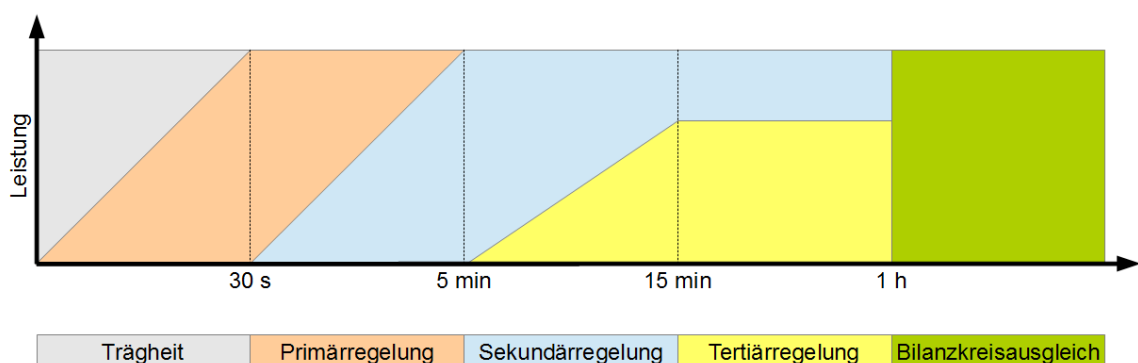 Leistung
30 s 5 min 15 min 1 h
Trägheit Primärregelung Sekundärregelung Tertiärregelung Bilanzkreisausgleich